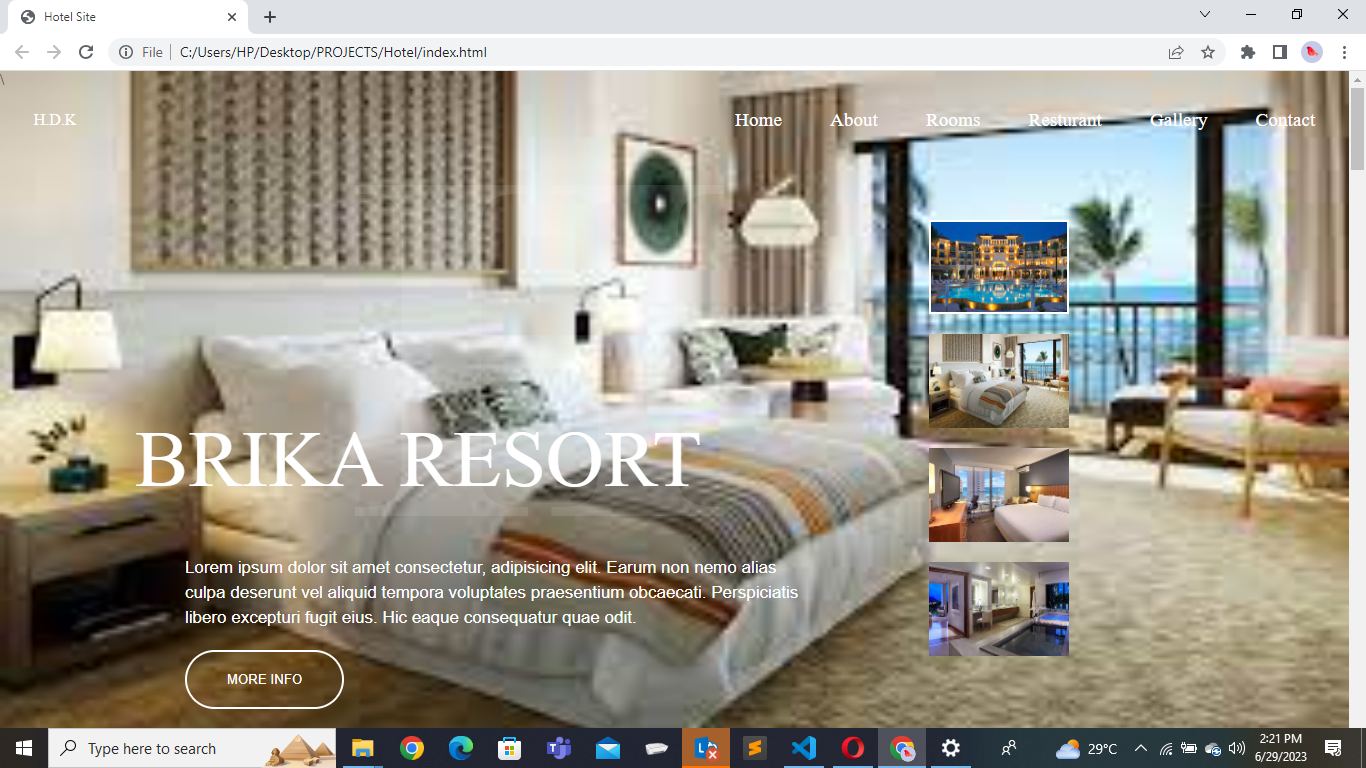 Hotel Site
File
C:/Users/HP/Desktop/PROJECTS/Hotel/index.html
\
H.D.K
Home About Rooms Resturant Gallery Contact
BRIKA RESORT
Lorem ipsum dolor sit amet consectetur, adipisicing elit. Earum non nemo alias
culpa deserunt vel aliquid tempora voluptates praesentium obcaecati. Perspiciatis
libero excepturi fugit eius. Hic eaque consequatur quae odit.
MORE INFO
Type here to search
29°C
2:21 PM
6/29/2023